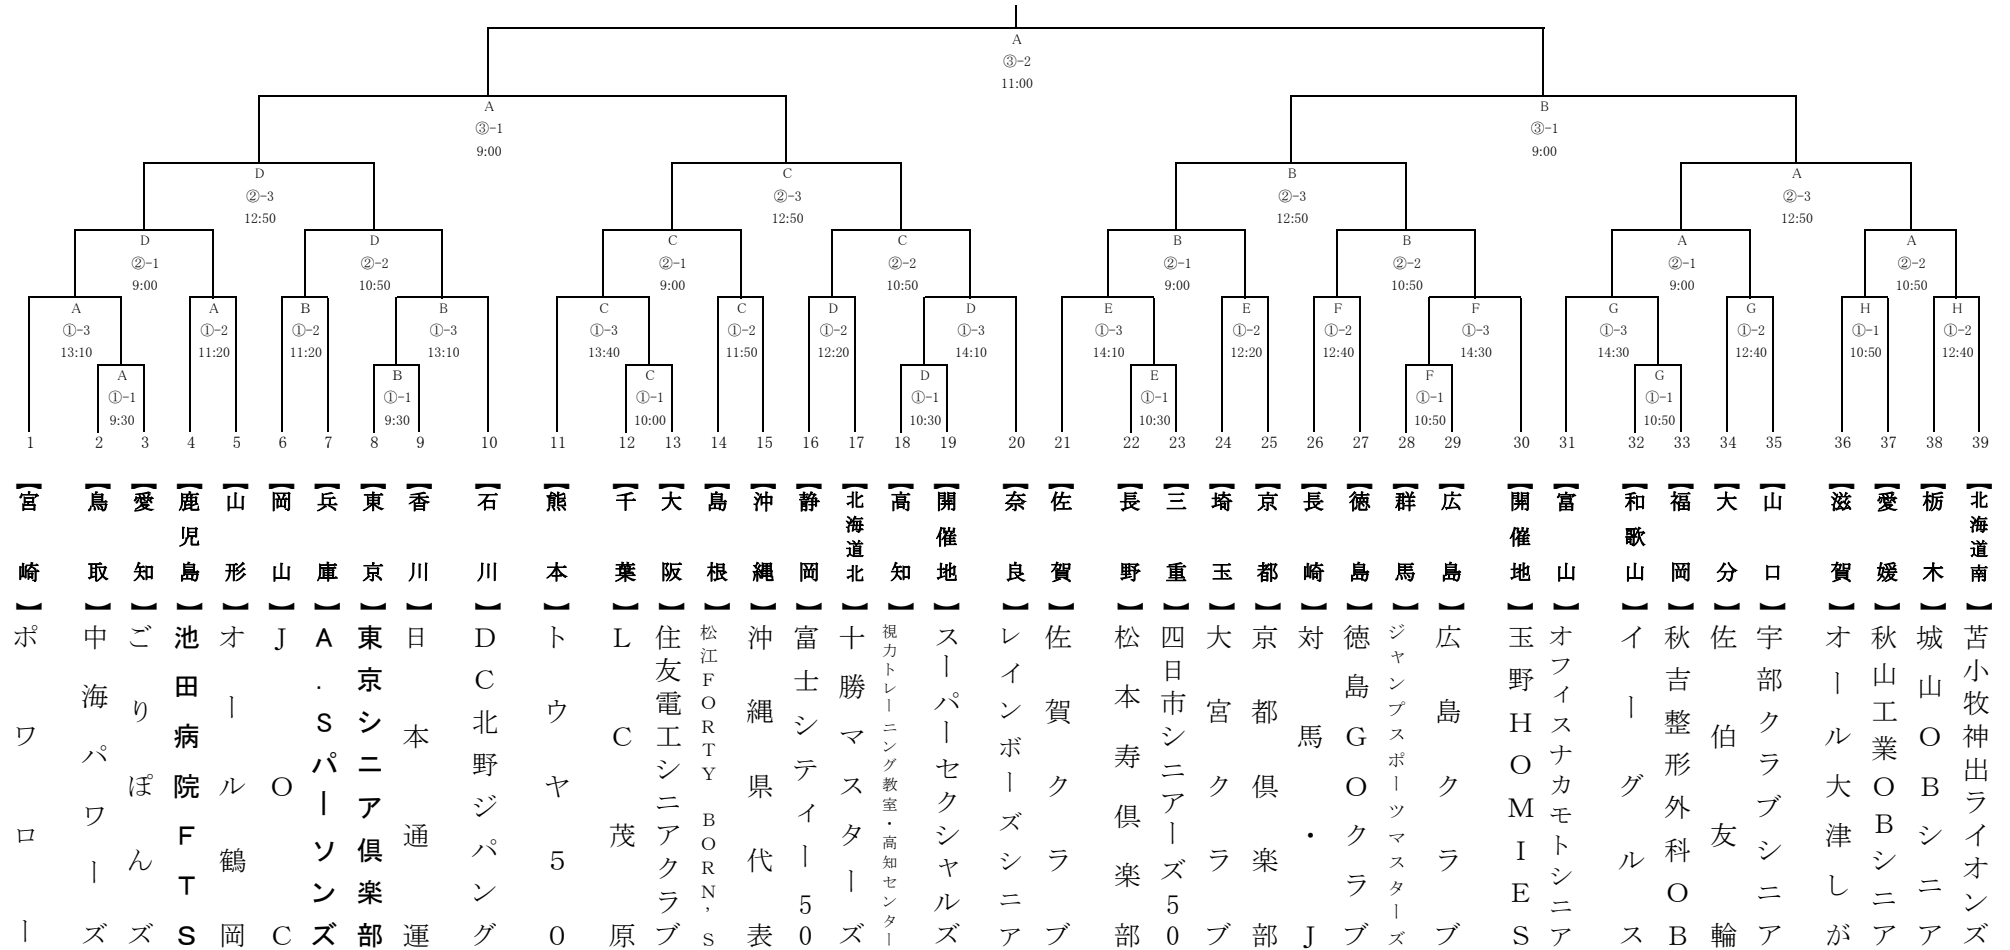 A
③-2
11:00
A
③-1
9:00
B
③-1
9:00
D
②-3
12:50
C
②-3
12:50
B
②-3
12:50
A
②-3
12:50
D
②-1
9:00
D
②-2
10:50
C
②-1
9:00
C
②-2
10:50
B
②-1
9:00
B
②-2
10:50
A
②-1
9:00
A
②-2
10:50
A
①-3
13:10
A
①-2
11:20
B
①-2
11:20
B
①-3
13:10
C
①-3
13:40
C
①-2
11:50
D
①-2
12:20
D
①-3
14:10
E
①-3
14:10
E
①-2
12:20
F
①-2
12:40
F
①-3
14:30
G
①-3
14:30
G
①-2
12:40
H
①-1
10:50
H
①-2
12:40
A
①-1
9:30
B
①-1
9:30
C
①-1
10:00
D
①-1
10:30
E
①-1
10:30
F
①-1
10:50
G
①-1
10:50
1【宮崎】ポワロー
2【鳥取】中海パワーズ
3【愛知】ごりぽんズ
4【鹿児島】池田病院FTS
5【山形】オール鶴岡
6【岡山】JOC
7【兵庫】A.Sパーソンズ
8【東京】東京シニア倶楽部
9【香川】日本通運
10【石川】DC北野ジパング
11【熊本】トウヤ50
12【千葉】LC茂原
13【大阪】住友電工シニアクラブ
14【島根】松江FORTY BORN'S
15【沖縄】沖縄県代表
16【静岡】富士シティー50
17【北海道北】十勝マスターズ
18【高知】視力トレーニング教室・高知センター
19【開催地】スーパーセクシャルズ
20【奈良】レインボーズシニア
21【佐賀】佐賀クラブ
22【長野】松本寿倶楽部
23【三重】四日市シニアーズ50
24【埼玉】大宮クラブ
25【京都】京都倶楽部
26【長崎】対馬・J
27【徳島】徳島GOクラブ
28【群馬】ジャンプスポーツマスターズ
29【広島】広島クラブ
30【開催地】玉野HOMIES
31【富山】オフィスナカモトシニア
32【和歌山】イーグルス
33【福岡】秋吉整形外科OB
34【大分】佐伯友輪
35【山口】宇部クラブシニア
36【滋賀】オール大津しが
37【愛媛】秋山工業OBシニア
38【栃木】城山OBシニア
39【北海道南】苫小牧神出ライオンズ